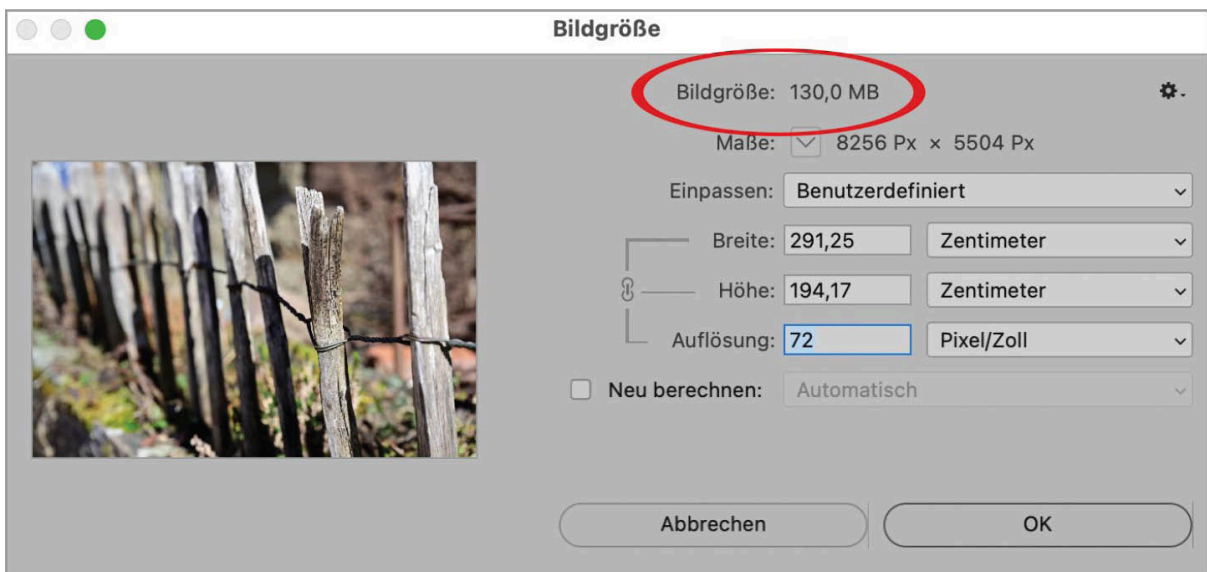 Bildgröße
Bildgröße: 130,0 MB
Maße: 8256 Px × 5504 Px
Einpassen: Benutzerdefiniert
Breite: 291,25 Zentimeter
Höhe: 194,17 Zentimeter
Auflösung: 72 Pixel/Zoll
Neu berechnen: Automatisch
Abbrechen OK